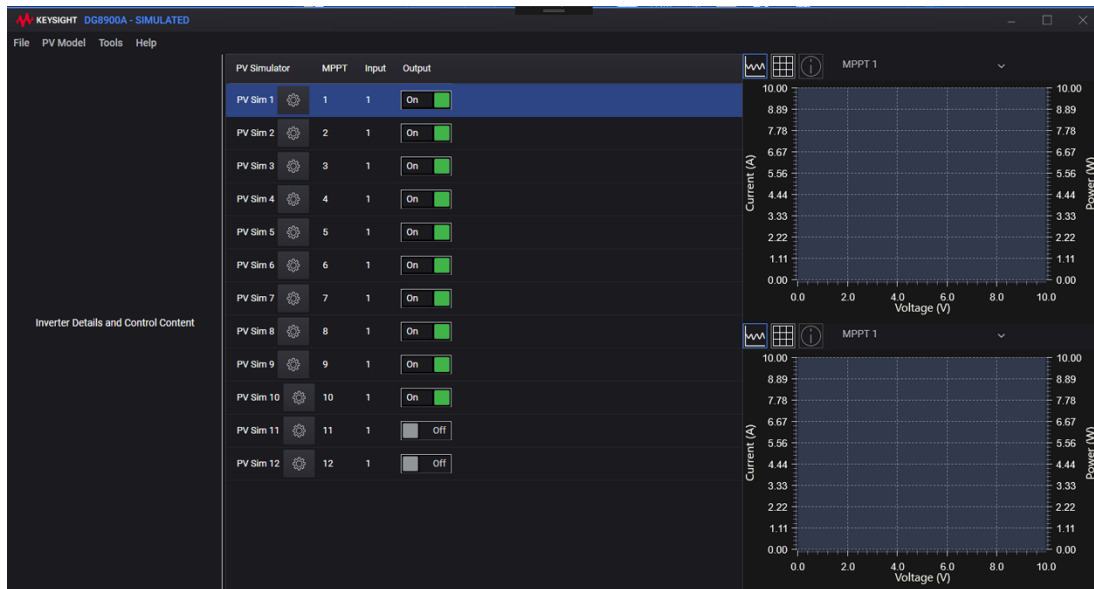 KEYSIGHT DG8900A - SIMULATED
File PV Model Tools Help
Inverter Details and Control Content
PV Simulator MPPT Input Output
PV Sim 1 1 1 On
PV Sim 2 2 1 On
PV Sim 3 3 1 On
PV Sim 4 4 1 On
PV Sim 5 5 1 On
PV Sim 6 6 1 On
PV Sim 7 7 1 On
PV Sim 8 8 1 On
PV Sim 9 9 1 On
PV Sim 10 10 1 On
PV Sim 11 11 1 Off
PV Sim 12 12 1 Off
MPPT 1
10.00 10.00
8.89 8.89
7.78 7.78
6.67 6.67
5.56 5.56
4.44 4.44
3.33 3.33
2.22 2.22
1.11 1.11
0.00 0.00
Current (A)
Power (W)
0.0 2.0 4.0 6.0 8.0 10.0
Voltage (V)
MPPT 1
10.00 10.00
8.89 8.89
7.78 7.78
6.67 6.67
5.56 5.56
4.44 4.44
3.33 3.33
2.22 2.22
1.11 1.11
0.00 0.00
Current (A)
Power (W)
0.0 2.0 4.0 6.0 8.0 10.0
Voltage (V)